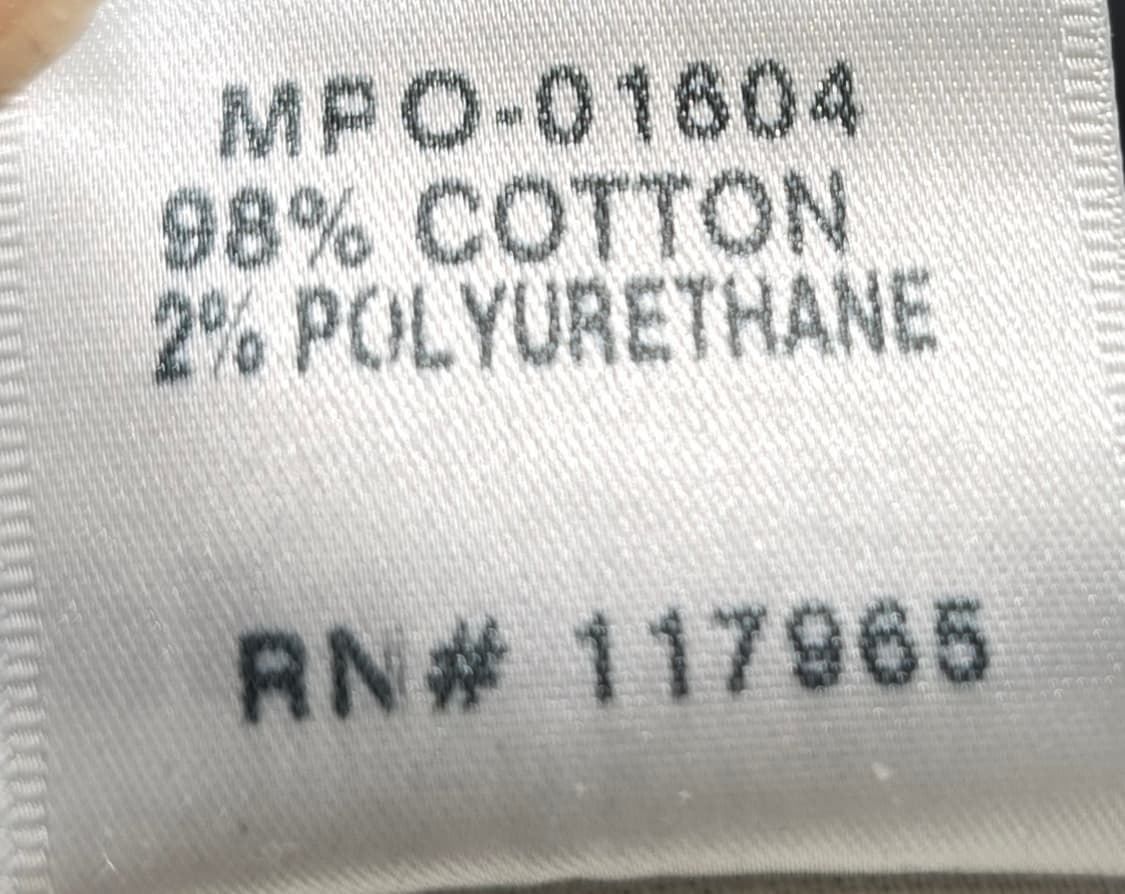 MPO-01604
98% COTTON
2% POLYURETHANE
RN# 117965